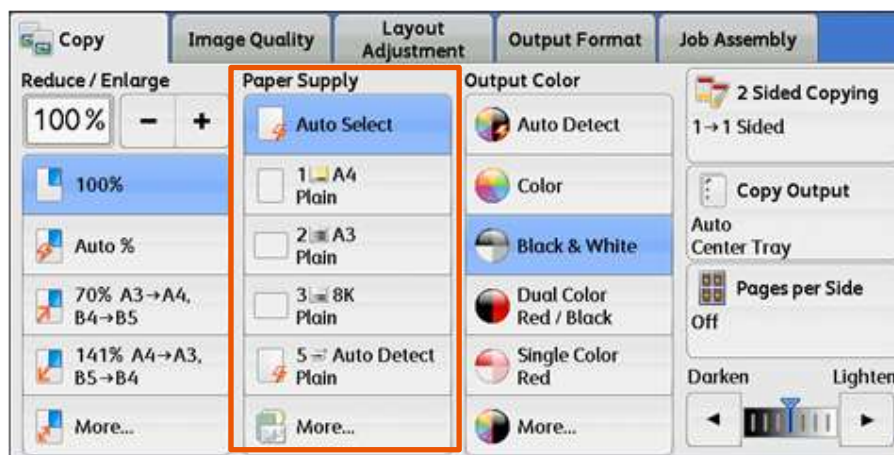 Copy
Image Quality
Layout
Adjustment
Output Format
Job Assembly
Reduce / Enlarge
100%
-
+
100%
Auto %
70% A3→A4,
B4→B5
141% A4→A3,
B5→B4
More...
Paper Supply
Auto Select
1 A4
Plain
2 A3
Plain
3 8K
Plain
5 Auto Detect
Plain
More...
Output Color
Auto Detect
Color
Black & White
Dual Color
Red / Black
Single Color
Red
More...
2 Sided Copying
1→1 Sided
Copy Output
Auto
Center Tray
Pages per Side
Off
Darken
Lighten